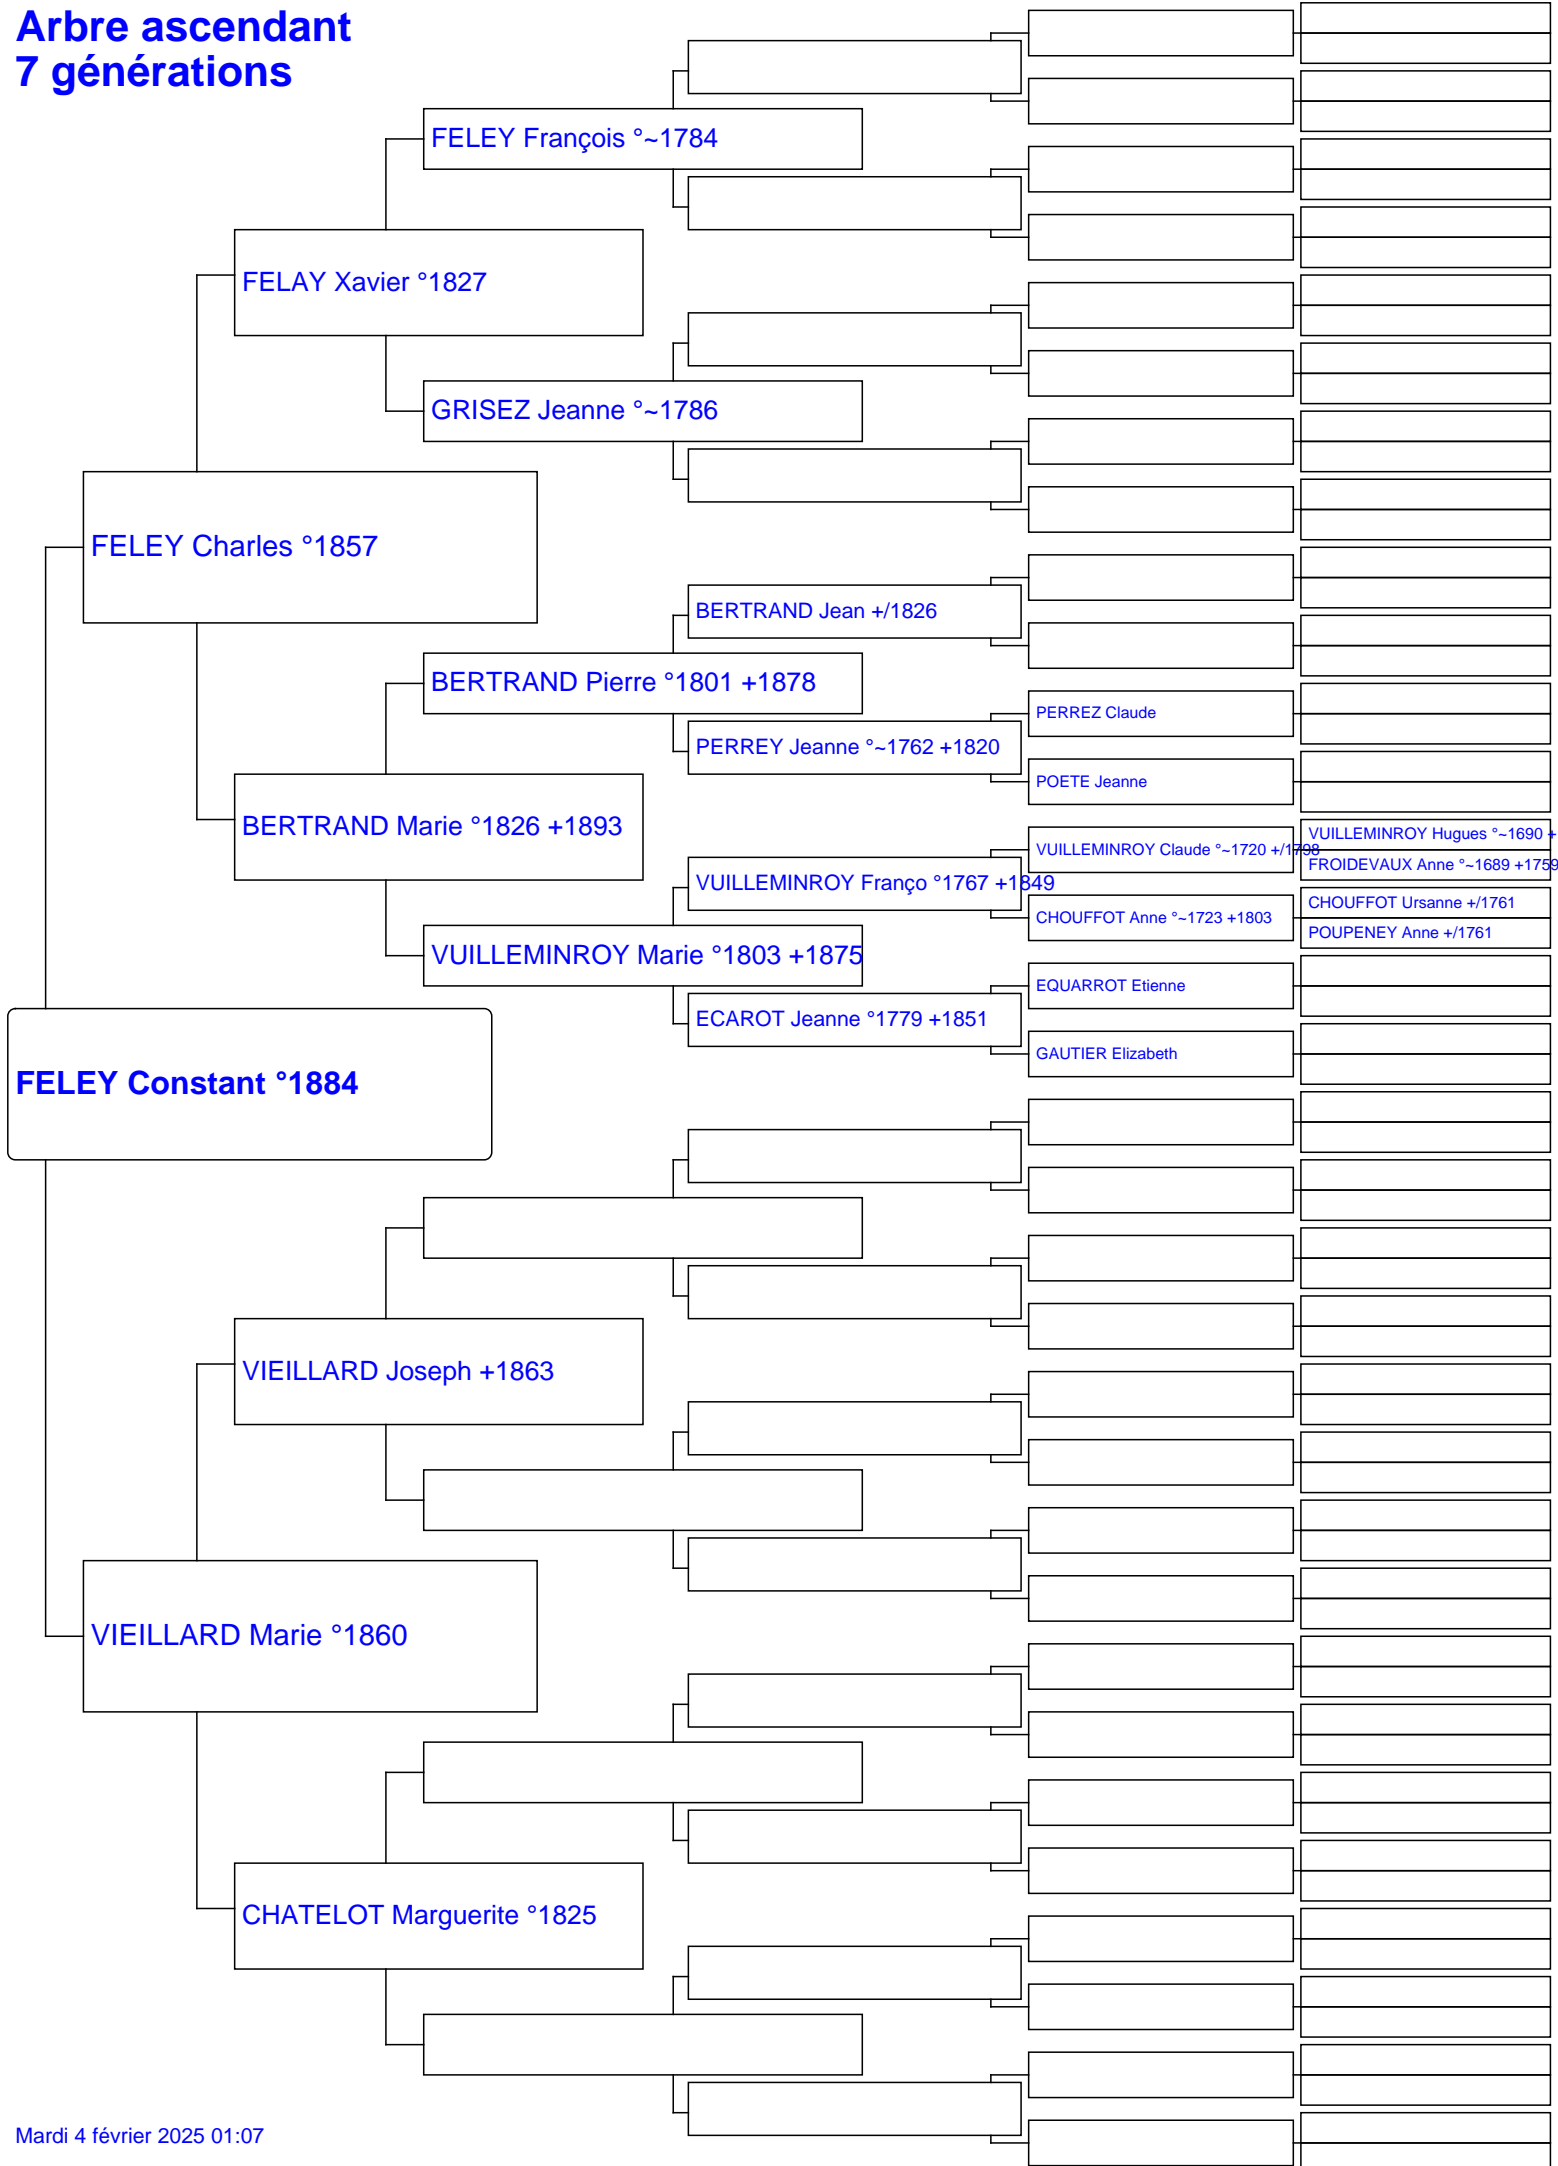 Arbre ascendant
7 générations
FELEY François °~1784
FELAY Xavier °1827
GRISEZ Jeanne °~1786
FELEY Charles °1857
BERTRAND Jean +/1826
BERTRAND Pierre °1801 +1878
PERREZ Claude
PERREY Jeanne °~1762 +1820
POETE Jeanne
BERTRAND Marie °1826 +1893
VUILLEMINROY Hugues °~1690 +
VUILLEMINROY Claude °~1720 +/1798
FROIDEVAUX Anne °~1689 +1759
VUILLEMINROY Franço °1767 +1849
CHOUFFOT Ursanne +/1761
CHOUFFOT Anne °~1723 +1803
POUPENEY Anne +/1761
VUILLEMINROY Marie °1803 +1875
EQUARROT Etienne
ECAROT Jeanne °1779 +1851
GAUTIER Elizabeth
FELEY Constant °1884
VIEILLARD Joseph +1863
VIEILLARD Marie °1860
CHATELOT Marguerite °1825
Mardi 4 février 2025 01:07